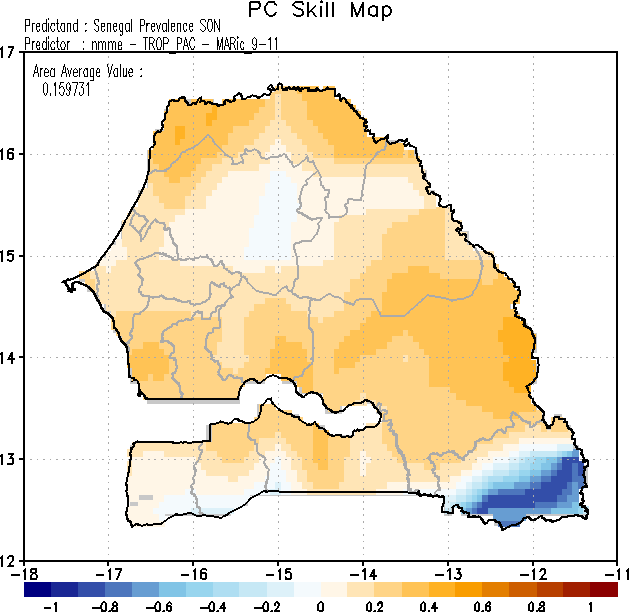 PC Skill Map
Predictand : Senegal Prevalence SON
Predictor : nmme - TROP_PAC - MARic_9-11
Area Average Value :
0.159731
17
16
15
14
13
12
-18 -17 -16 -15 -14 -13 -12 -11
-1 -0.8 -0.6 -0.4 -0.2 0 0.2 0.4 0.6 0.8 1